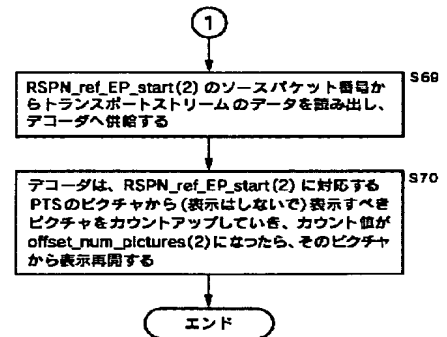 1
S69
RSPN_ref_EP_start(2) のソースパケット番号か
らトランスポートストリームのデータを読み出し、
デコーダへ供給する
S70
デコーダは、RSPN_ref_EP_start(2) に対応する
PTSのピクチャから(表示はしないで)表示すべき
ピクチャをカウントアップしていき、カウント値が
offset_num_pictures(2)になったら、そのピクチャ
から表示再開する
エンド